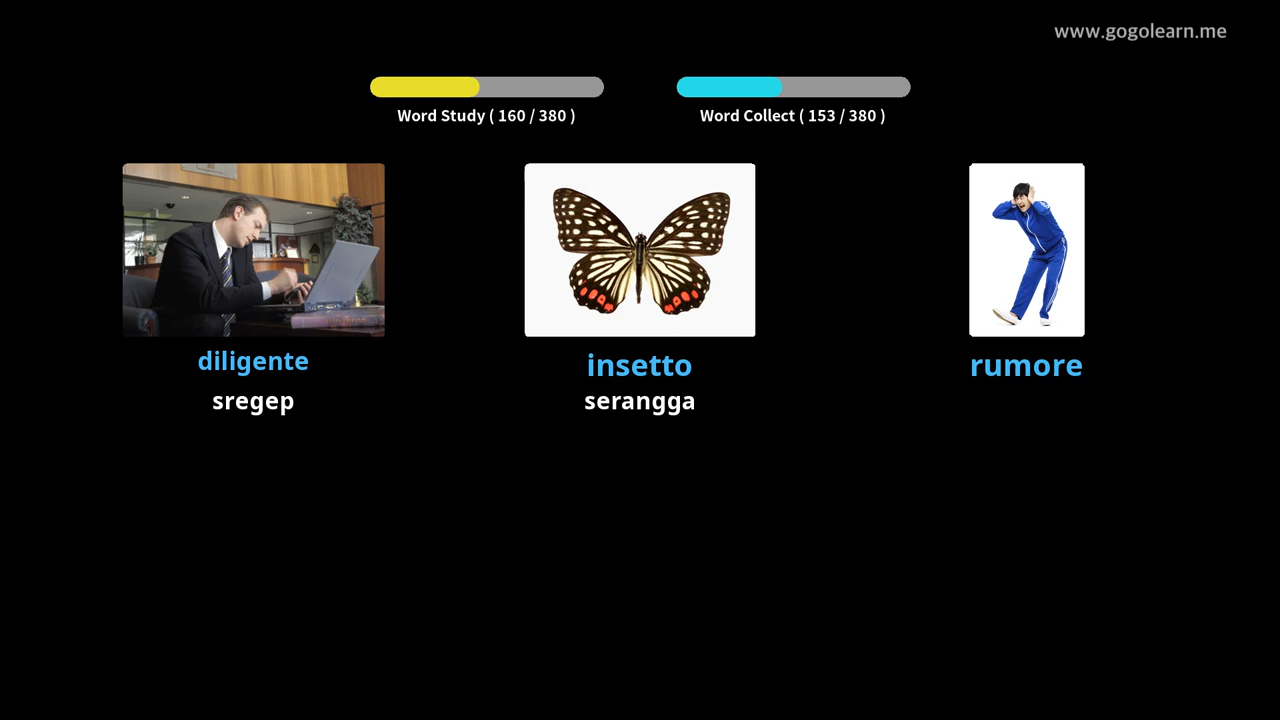 www.gogolearn.me
Word Study ( 160 / 380 )
Word Collect ( 153 / 380 )
diligente
sregep
insetto
serangga
rumore